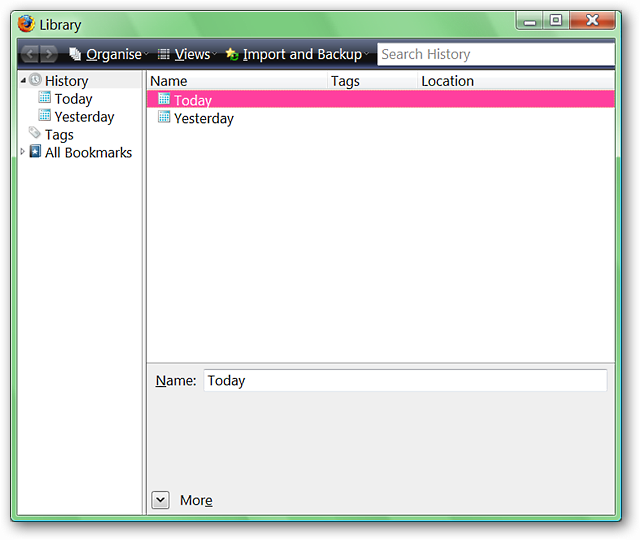 Library
Organise Views Import and Backup Search History
History
Today
Yesterday
Tags
All Bookmarks
Name Tags Location
Today
Yesterday
Name: Today
More